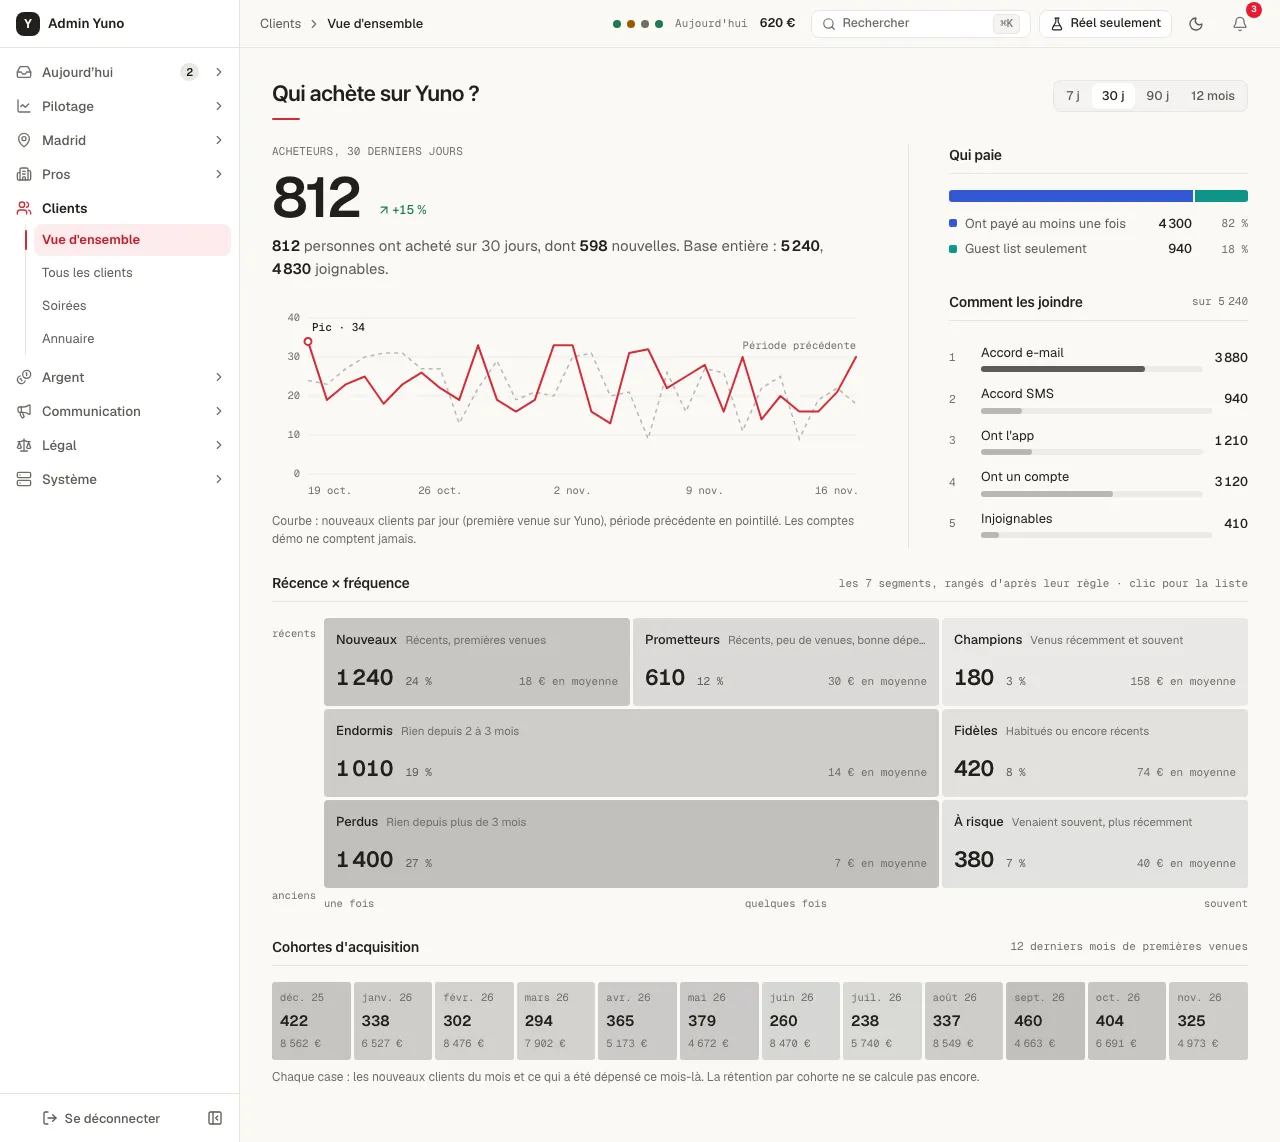 Y Admin Yuno
Clients > Vue d'ensemble
Aujourd'hui 620 €
Rechercher ⌘K
Réel seulement
3
Aujourd'hui 2
Pilotage
Madrid
Pros
Clients
Vue d'ensemble
Tous les clients
Soirées
Annuaire
Argent
Communication
Légal
Système
Se déconnecter
Qui achète sur Yuno ?
7 j 30 j 90 j 12 mois
ACHETEURS, 30 DERNIERS JOURS
812 +15 %
812 personnes ont acheté sur 30 jours, dont 598 nouvelles. Base entière : 5 240,
4 830 joignables.
40
Pic · 34
Période précédente
30
20
10
0
19 oct. 26 oct. 2 nov. 9 nov. 16 nov.
Courbe : nouveaux clients par jour (première venue sur Yuno), période précédente en pointillé. Les comptes
démo ne comptent jamais.
Qui paie
Ont payé au moins une fois 4 300 82 %
Guest list seulement 940 18 %
Comment les joindre sur 5 240
1 Accord e-mail 3 880
2 Accord SMS 940
3 Ont l'app 1 210
4 Ont un compte 3 120
5 Injoignables 410
Récence × fréquence les 7 segments, rangés d'après leur règle · clic pour la liste
récents
Nouveaux Récents, premières venues
1 240 24 % 18 € en moyenne
Prometteurs Récents, peu de venues, bonne dépe…
610 12 % 30 € en moyenne
Champions Venus récemment et souvent
180 3 % 158 € en moyenne
Endormis Rien depuis 2 à 3 mois
1 010 19 % 14 € en moyenne
Fidèles Habitués ou encore récents
420 8 % 74 € en moyenne
Perdus Rien depuis plus de 3 mois
1 400 27 % 7 € en moyenne
À risque Venaient souvent, plus récemment
380 7 % 40 € en moyenne
anciens
une fois quelques fois souvent
Cohortes d'acquisition 12 derniers mois de premières venues
déc. 25 janv. 26 févr. 26 mars 26 avr. 26 mai 26 juin 26 juil. 26 août 26 sept. 26 oct. 26 nov. 26
422 338 302 294 365 379 260 238 337 460 404 325
8 562 € 6 527 € 8 476 € 7 902 € 5 173 € 4 672 € 8 470 € 5 740 € 8 549 € 4 663 € 6 691 € 4 973 €
Chaque case : les nouveaux clients du mois et ce qui a été dépensé ce mois-là. La rétention par cohorte ne se calcule pas encore.